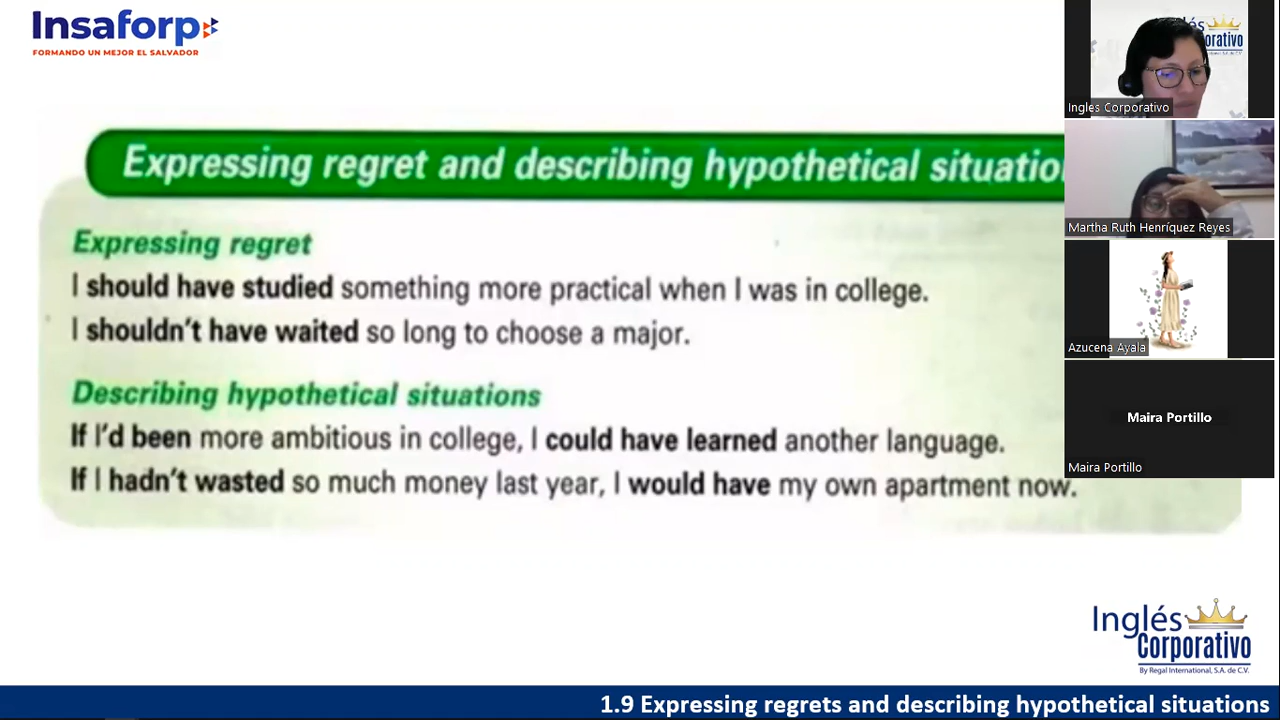 Insaforp
FORMANDO UN MEJOR EL SALVADOR
Expressing regret and describing hypothetical situatio
Expressing regret
I should have studied something more practical when I was in college.
I shouldn't have waited so long to choose a major.
Describing hypothetical situations
If I'd been more ambitious in college, I could have learned another language.
If I hadn't wasted so much money last year, I would have my own apartment now.
Ingles Corporativo
Martha Ruth Henríquez Reyes
Azucena Ayala
Maira Portillo
Maira Portillo
Inglés
Corporativo
By Regal International, S.A. de C.V.
1.9 Expressing regrets and describing hypothetical situations